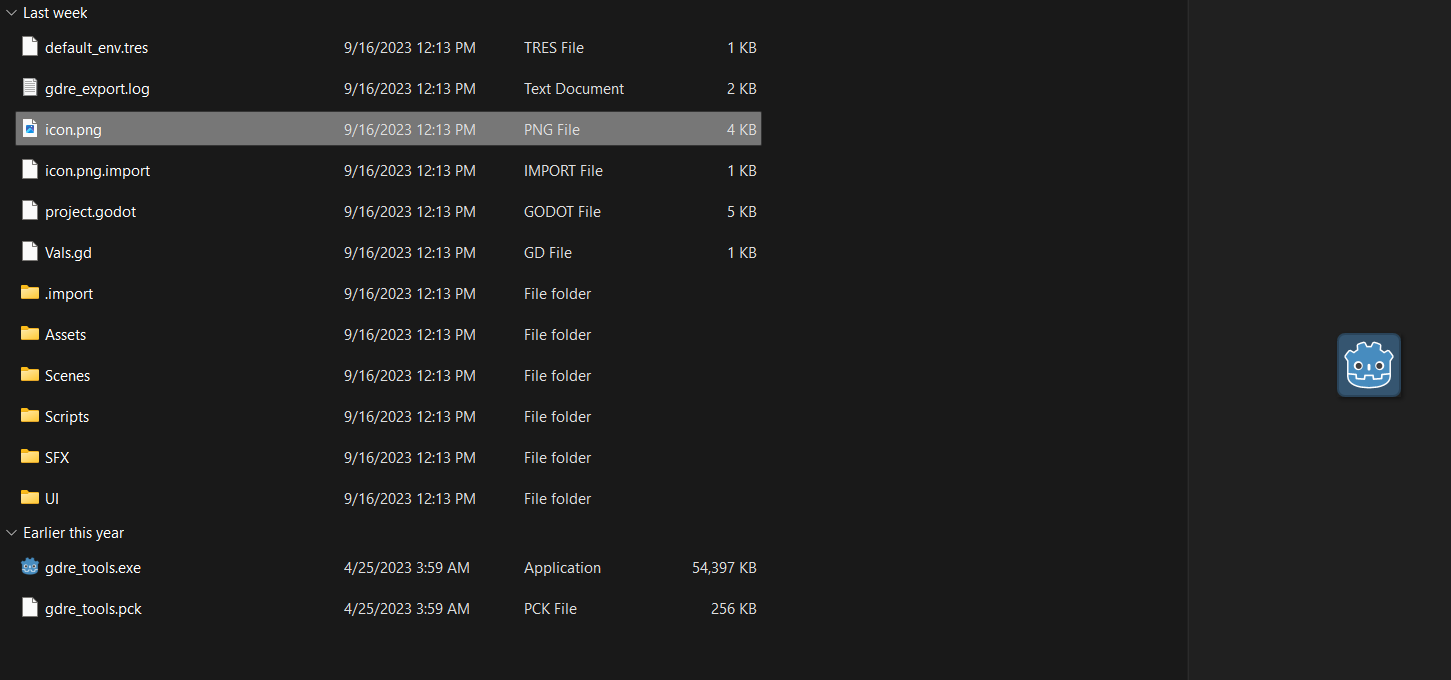 Last week
default_env.tres 9/16/2023 12:13 PM TRES File 1 KB
gdre_export.log 9/16/2023 12:13 PM Text Document 2 KB
icon.png 9/16/2023 12:13 PM PNG File 4 KB
icon.png.import 9/16/2023 12:13 PM IMPORT File 1 KB
project.godot 9/16/2023 12:13 PM GODOT File 5 KB
Vals.gd 9/16/2023 12:13 PM GD File 1 KB
.import 9/16/2023 12:13 PM File folder
Assets 9/16/2023 12:13 PM File folder
Scenes 9/16/2023 12:13 PM File folder
Scripts 9/16/2023 12:13 PM File folder
SFX 9/16/2023 12:13 PM File folder
UI 9/16/2023 12:13 PM File folder
Earlier this year
gdre_tools.exe 4/25/2023 3:59 AM Application 54,397 KB
gdre_tools.pck 4/25/2023 3:59 AM PCK File 256 KB